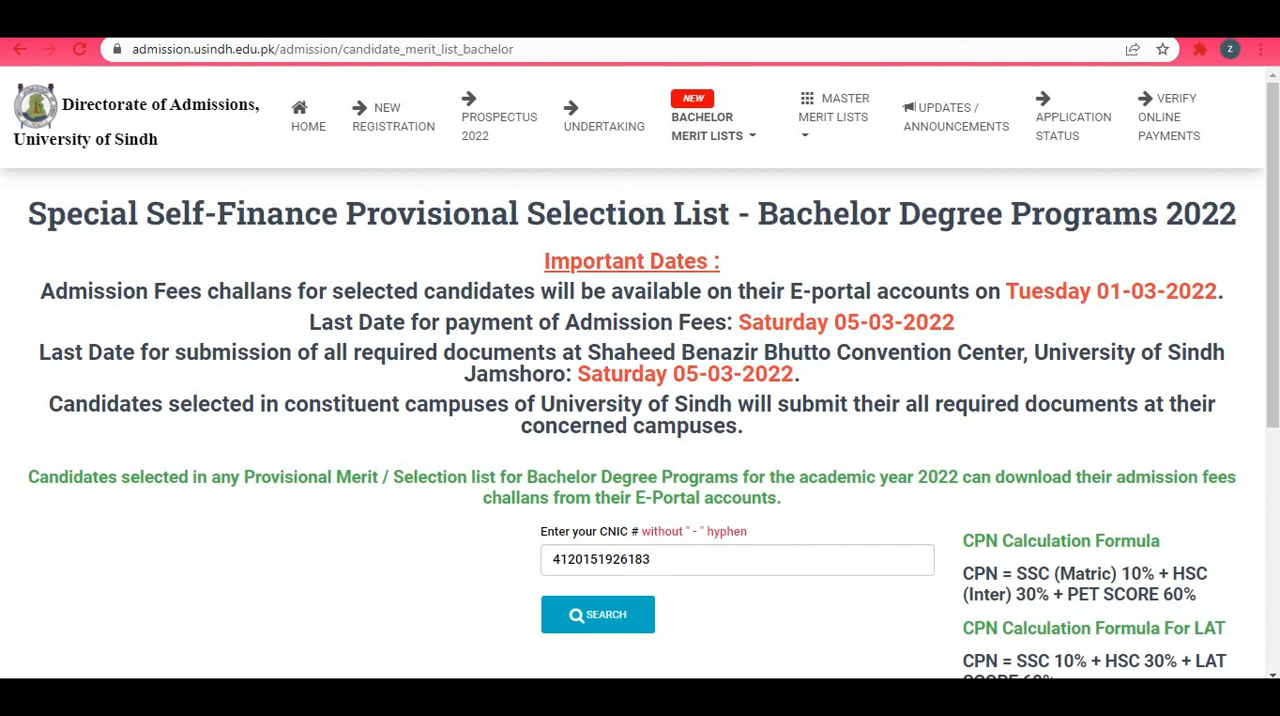 admission.usindh.edu.pk/admission/candidate_merit_list_bachelor
Z
Directorate of Admissions,
University of Sindh
HOME
NEW
REGISTRATION
PROSPECTUS
2022
UNDERTAKING
NEW
BACHELOR
MERIT LISTS
MASTER
MERIT LISTS
UPDATES /
ANNOUNCEMENTS
APPLICATION
STATUS
VERIFY
ONLINE
PAYMENTS
Special Self-Finance Provisional Selection List - Bachelor Degree Programs 2022
Important Dates :
Admission Fees challans for selected candidates will be available on their E-portal accounts on Tuesday 01-03-2022.
Last Date for payment of Admission Fees: Saturday 05-03-2022
Last Date for submission of all required documents at Shaheed Benazir Bhutto Convention Center, University of Sindh
Jamshoro: Saturday 05-03-2022.
Candidates selected in constituent campuses of University of Sindh will submit their all required documents at their
concerned campuses.
Candidates selected in any Provisional Merit / Selection list for Bachelor Degree Programs for the academic year 2022 can download their admission fees
challans from their E-Portal accounts.
Enter your CNIC # without " - " hyphen
4120151926183
SEARCH
CPN Calculation Formula
CPN = SSC (Matric) 10% + HSC
(Inter) 30% + PET SCORE 60%
CPN Calculation Formula For LAT
CPN = SSC 10% + HSC 30% + LAT
SCORE 60%